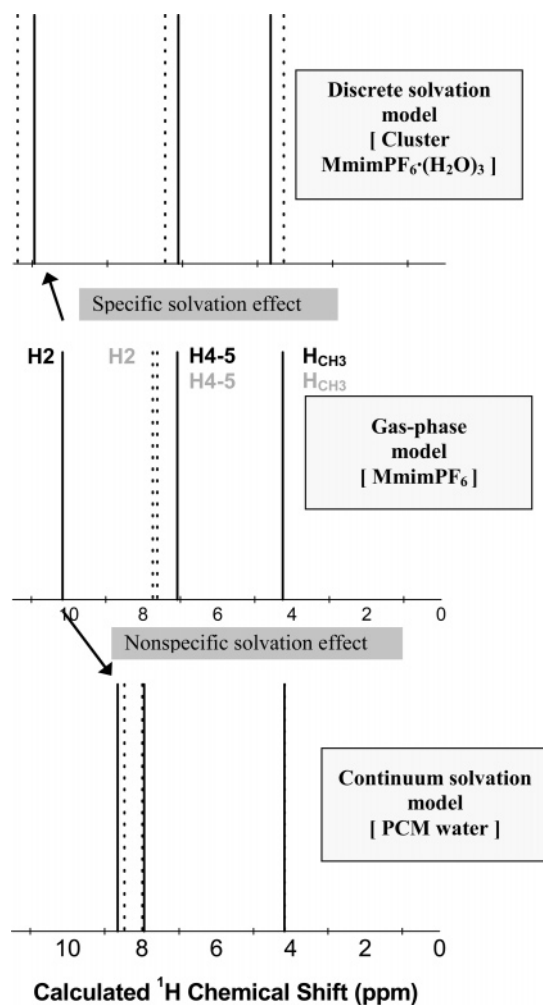 Discrete solvation
model
[ Cluster
MmimPF₆·(H₂O)₃ ]
Specific solvation effect
H2 H2 H4-5 H_CH3
H4-5 H_CH3
Gas-phase
model
[ MmimPF₆ ]
10 8 6 4 2 0
Nonspecific solvation effect
Continuum solvation
model
[ PCM water ]
10 8 6 4 2 0
Calculated ¹H Chemical Shift (ppm)